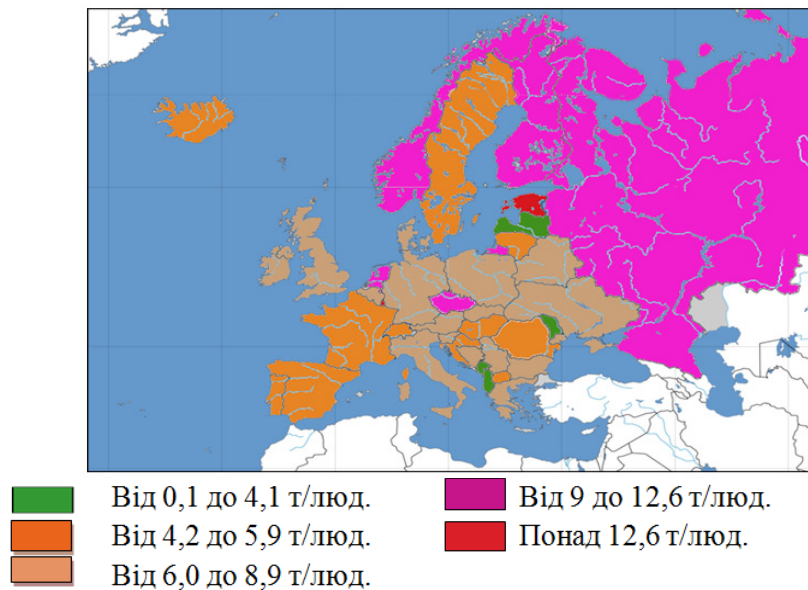 Від 0,1 до 4,1 т/люд.
Від 4,2 до 5,9 т/люд.
Від 6,0 до 8,9 т/люд.
Від 9 до 12,6 т/люд.
Понад 12,6 т/люд.